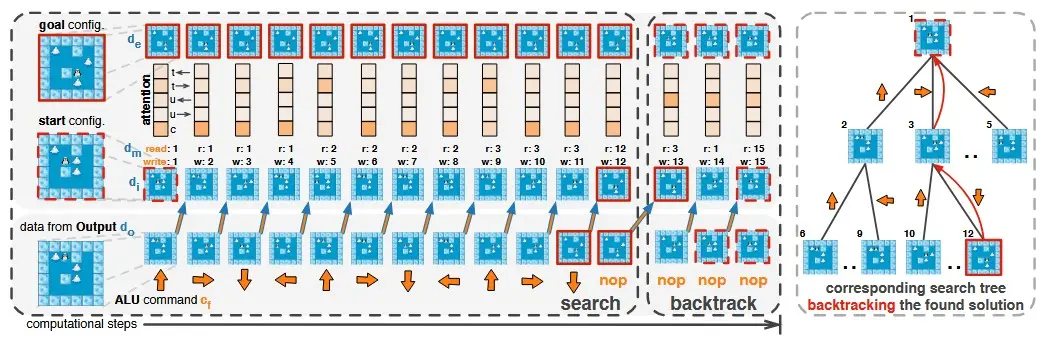 goal config.
d_e
attention
t
t
u
u
c
start config.
d_m
read: 1 r: 1 r: 1 r: 1 r: 2 r: 2 r: 2 r: 2 r: 3 r: 3 r: 3 r: 12 r: 3 r: 1 r: 15
write: 1 w: 2 w: 3 w: 4 w: 5 w: 6 w: 7 w: 8 w: 9 w: 10 w: 11 w: 12 w: 13 w: 14 w: 15
d_i
data from Output d_o
nop nop nop nop
ALU command c_f
search
backtrack
computational steps
1
2 3 5
..
6 9 10 12
.. ..
corresponding search tree
backtracking the found solution